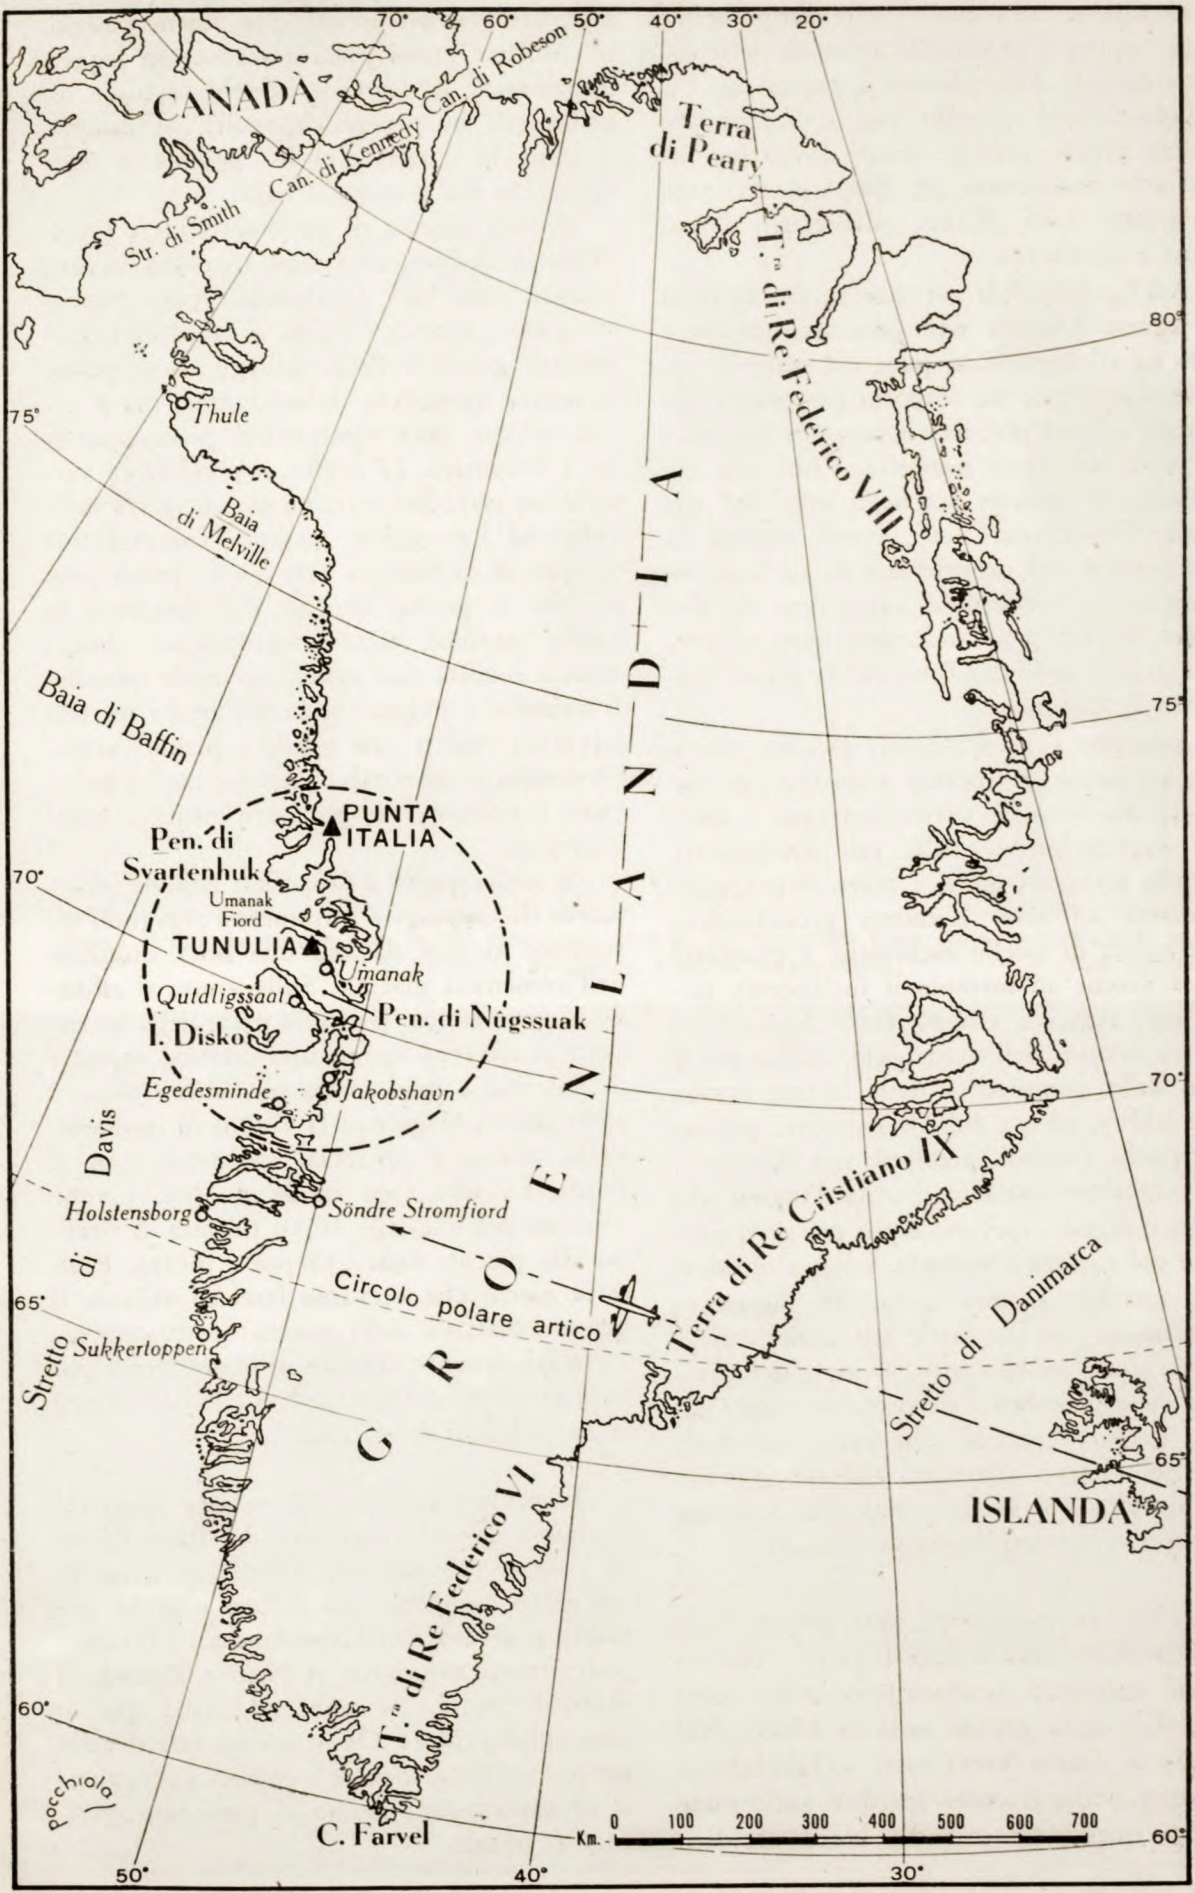 70° 60° 50° 40° 30° 20°
CANADÀ
Can. di Robeson
Can. di Kennedy
Str. di Smith
Terra
di Peary
T.ra di Re Federico VIII
80°
Thule
75°
Baia
di Melville
Baia di Baffin
75°
PUNTA
ITALIA
Pen. di
Svartenhuk
70°
Umanak
Fiord
TUNULIA
Umanak
Qutdligssaat
Pen. di Nûgssuak
I. Disko
Egedesminde
Jakobshavn
70°
GROENLANDIA
Stretto di Davis
Holstensborg
Söndre Stromfiord
Terra di Re Cristiano IX
Circolo polare artico
Stretto di Danimarca
65°
Sukkertoppen
65°
ISLANDA
T.ra di Re Federico VI
60°
pocchiola
C. Farvel
Km. 0 100 200 300 400 500 600 700
60°
50° 40° 30°